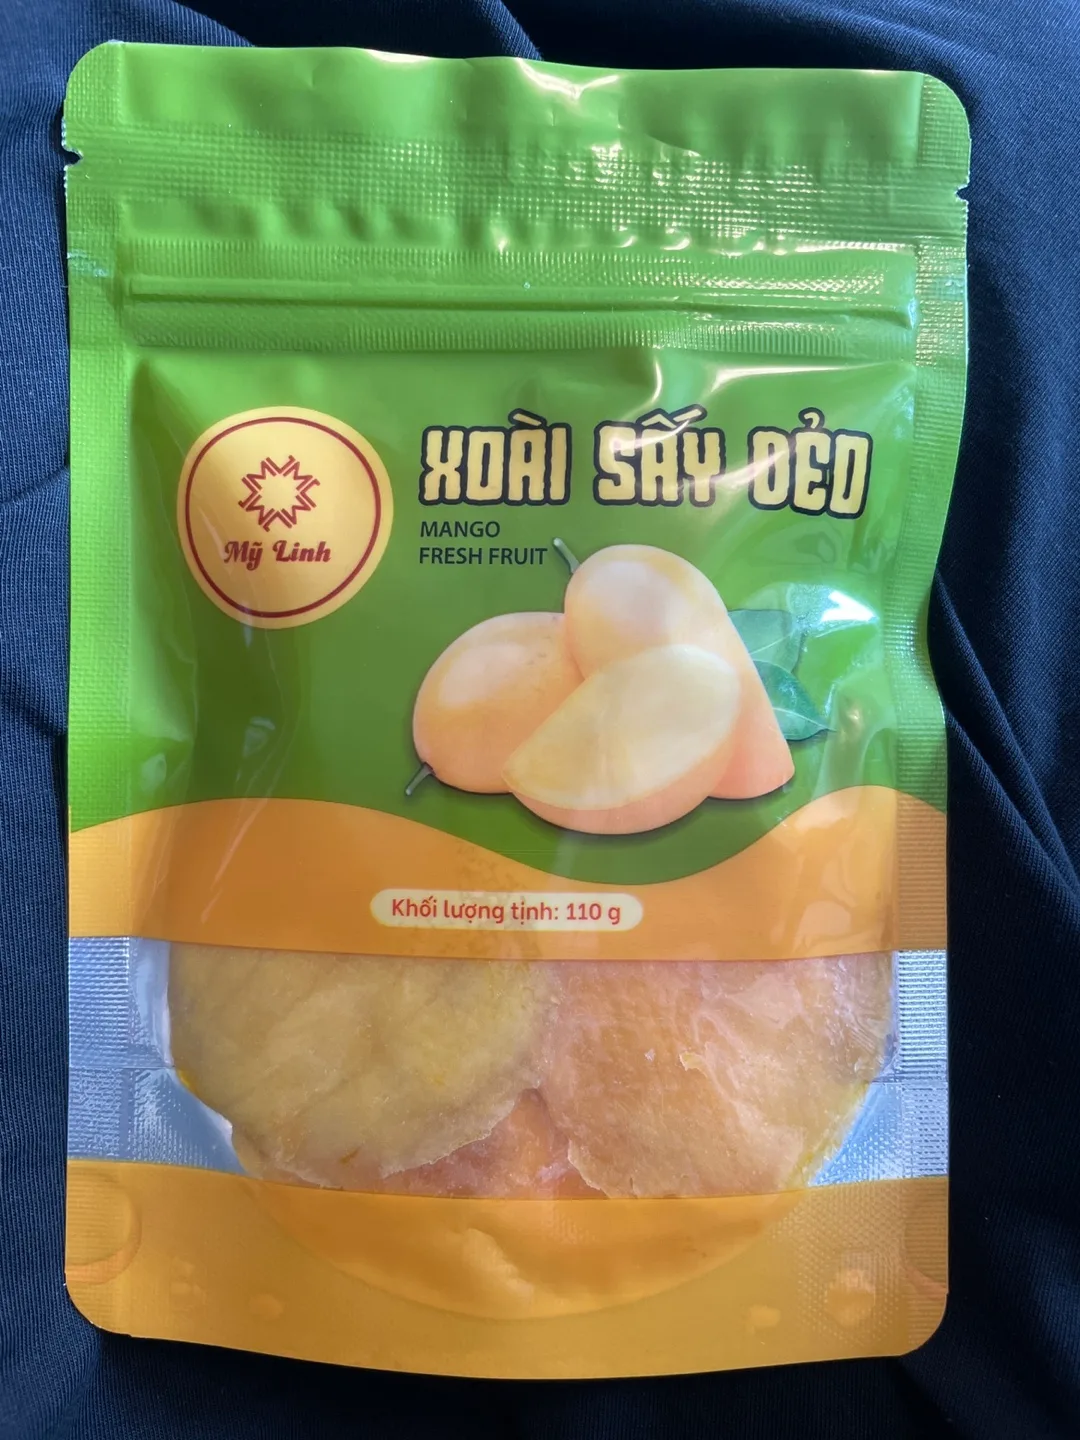 Mỹ Linh
XOÀI SẤY DẺO
MANGO
FRESH FRUIT
Khối lượng tịnh: 110 g